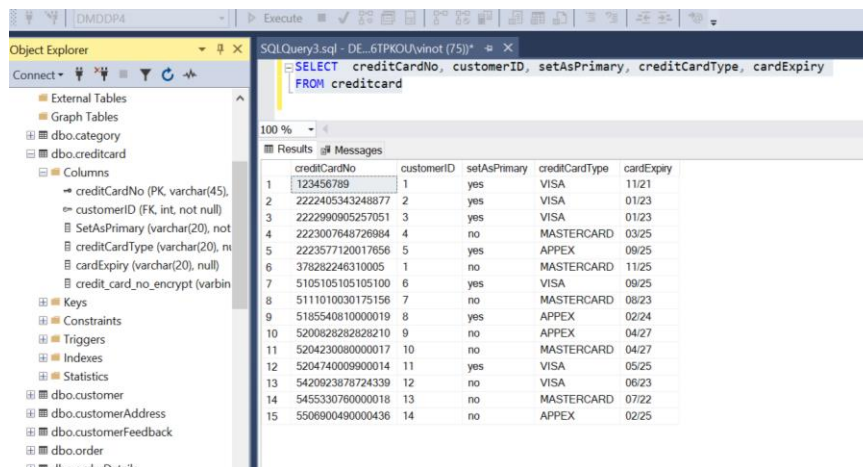 DMDDP4
Execute
Object Explorer
Connect
External Tables
Graph Tables
dbo.category
dbo.creditcard
Columns
creditCardNo (PK, varchar(45),
customerID (FK, int, not null)
SetAsPrimary (varchar(20), not
creditCardType (varchar(20), nu
cardExpiry (varchar(20), null)
credit_card_no_encrypt (varbin
Keys
Constraints
Triggers
Indexes
Statistics
dbo.customer
dbo.customerAddress
dbo.customerFeedback
dbo.order
SQLQuery3.sql - DE...6TPKOU\vinot (75))*
SELECT creditCardNo, customerID, setAsPrimary, creditCardType, cardExpiry
FROM creditcard
100 %
Results Messages
creditCardNo customerID setAsPrimary creditCardType cardExpiry
1 123456789 1 yes VISA 11/21
2 2222405343248877 2 yes VISA 01/23
3 2222990905257051 3 yes VISA 01/23
4 2223007648726984 4 no MASTERCARD 03/25
5 2223577120017656 5 yes APPEX 09/25
6 378282246310005 1 no MASTERCARD 11/25
7 5105105105105100 6 yes VISA 09/25
8 5111010030175156 7 no MASTERCARD 08/23
9 5185540810000019 8 yes APPEX 02/24
10 5200828282828210 9 no APPEX 04/27
11 5204230080000017 10 no MASTERCARD 04/27
12 5204740009900014 11 yes VISA 05/25
13 5420923878724339 12 no VISA 06/23
14 5455330760000018 13 no MASTERCARD 07/22
15 5506900490000436 14 no APPEX 02/25